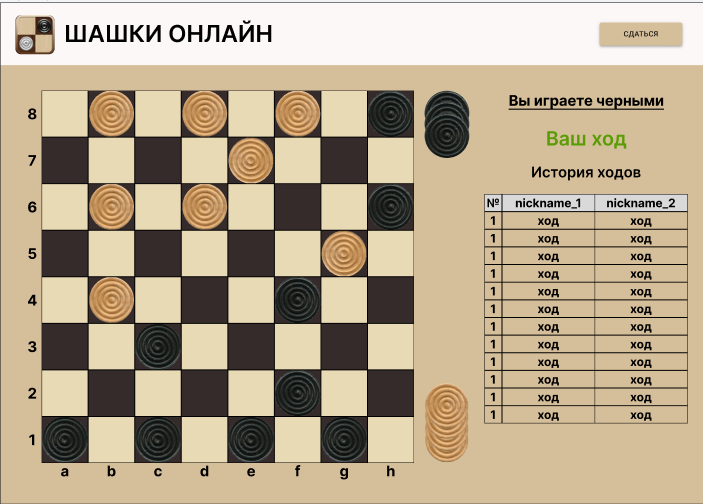 ШАШКИ ОНЛАЙН
СДАТЬСЯ
Вы играете черными
Ваш ход
История ходов
№ nickname_1 nickname_2
1 ход ход
1 ход ход
1 ход ход
1 ход ход
1 ход ход
1 ход ход
1 ход ход
1 ход ход
1 ход ход
1 ход ход
1 ход ход
1 ход ход
8
7
6
5
4
3
2
1
a b c d e f g h